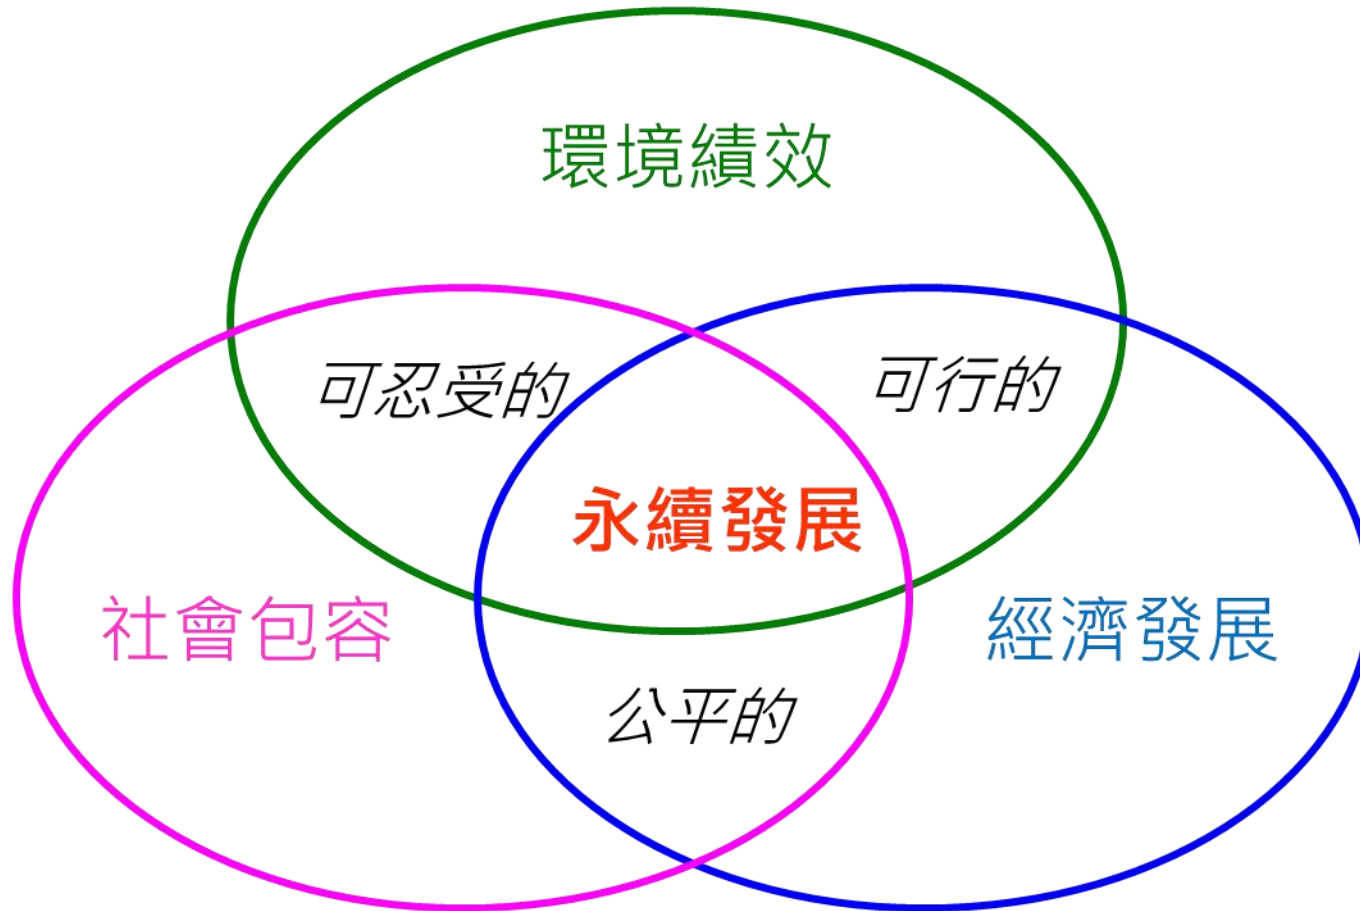 環境績效
可忍受的
可行的
永續發展
社會包容
經濟發展
公平的